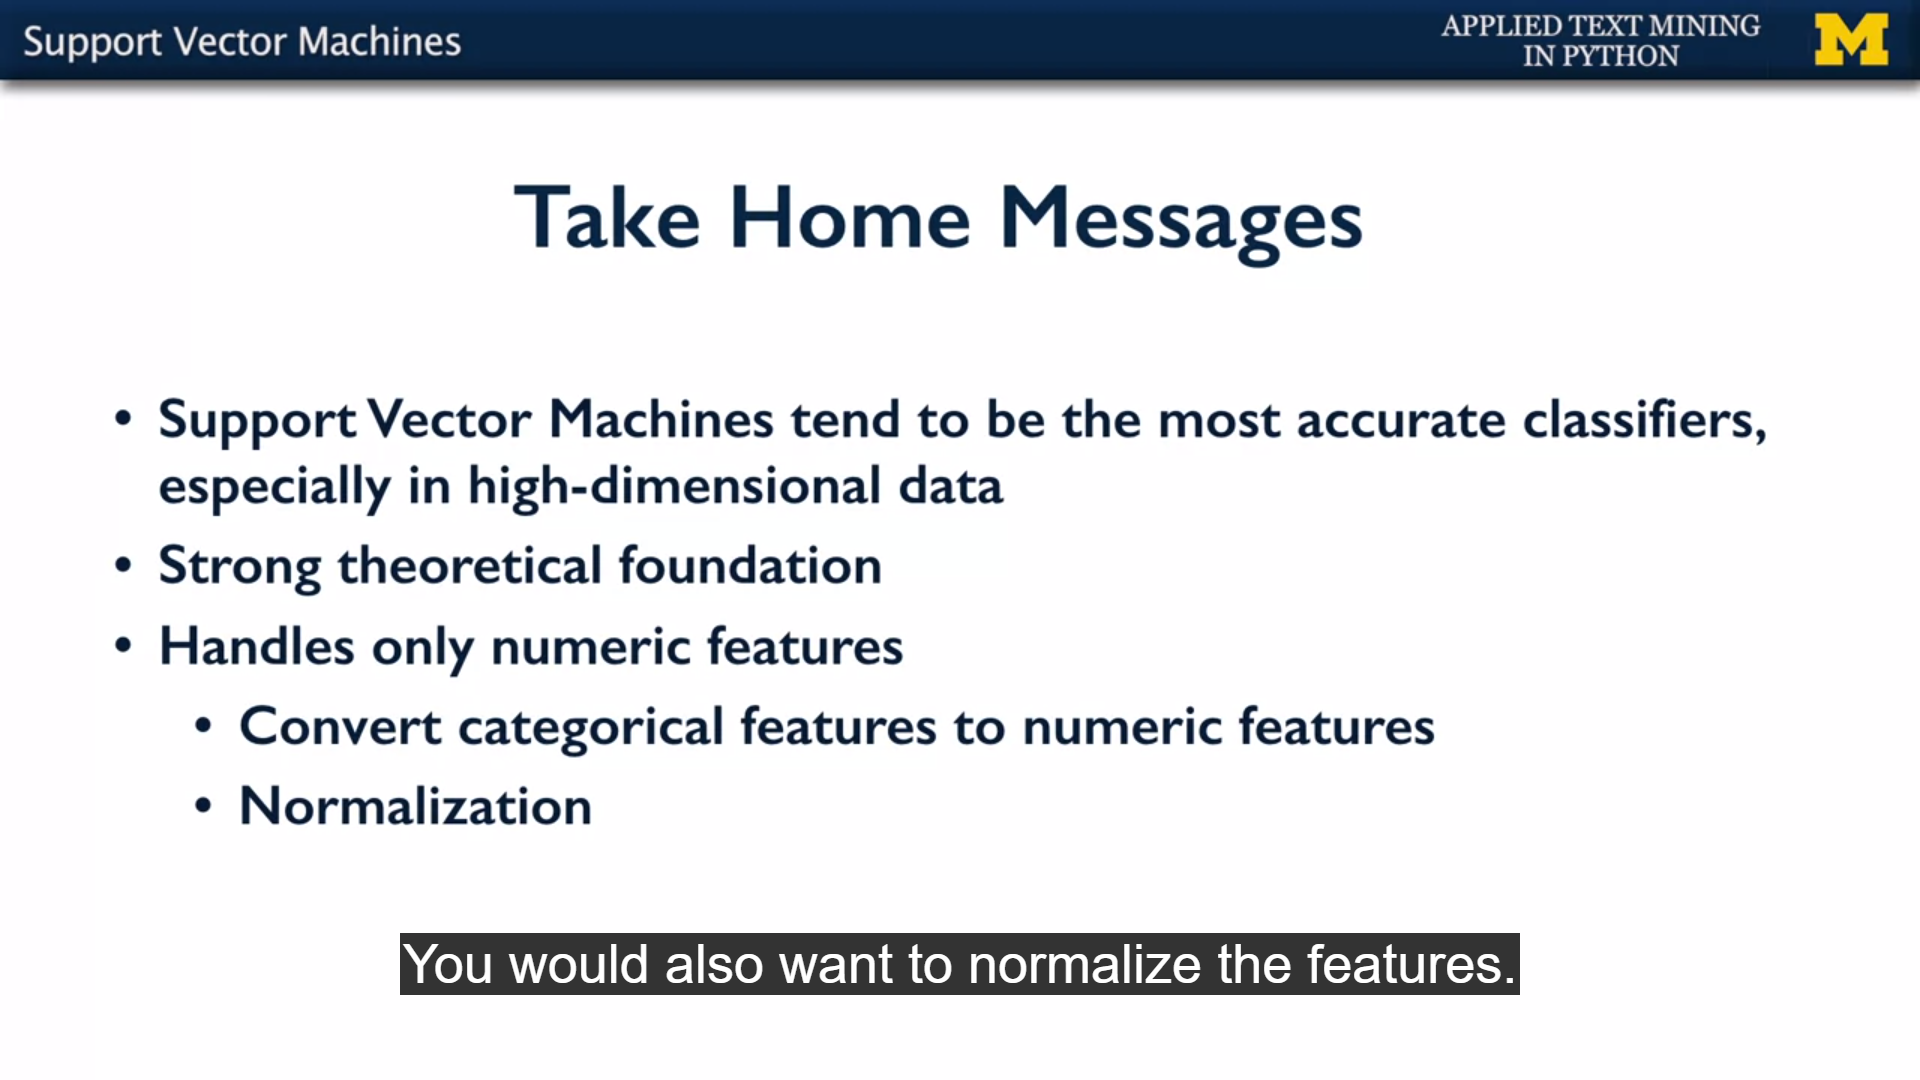 Support Vector Machines
APPLIED TEXT MINING
IN PYTHON
M
Take Home Messages
• Support Vector Machines tend to be the most accurate classifiers,
especially in high-dimensional data
• Strong theoretical foundation
• Handles only numeric features
• Convert categorical features to numeric features
• Normalization
You would also want to normalize the features.